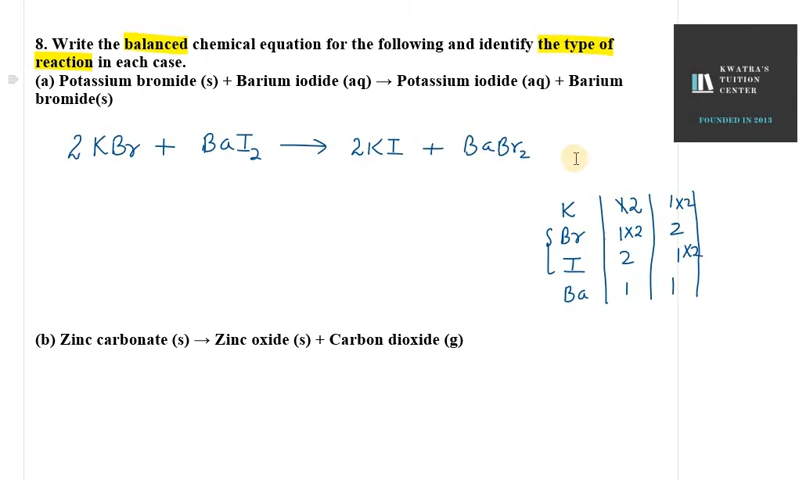 8. Write the balanced chemical equation for the following and identify the type of
reaction in each case.
(a) Potassium bromide (s) + Barium iodide (aq) → Potassium iodide (aq) + Barium
bromide(s)
KWATRA'S
TUITION
CENTER
FOUNDED IN 2013
2 KBr + BaI₂ → 2KI + BaBr₂
K | x2 | 1x2
Br | 1x2 | 2
I | 2 | 1x2
Ba | 1 | 1
(b) Zinc carbonate (s) → Zinc oxide (s) + Carbon dioxide (g)